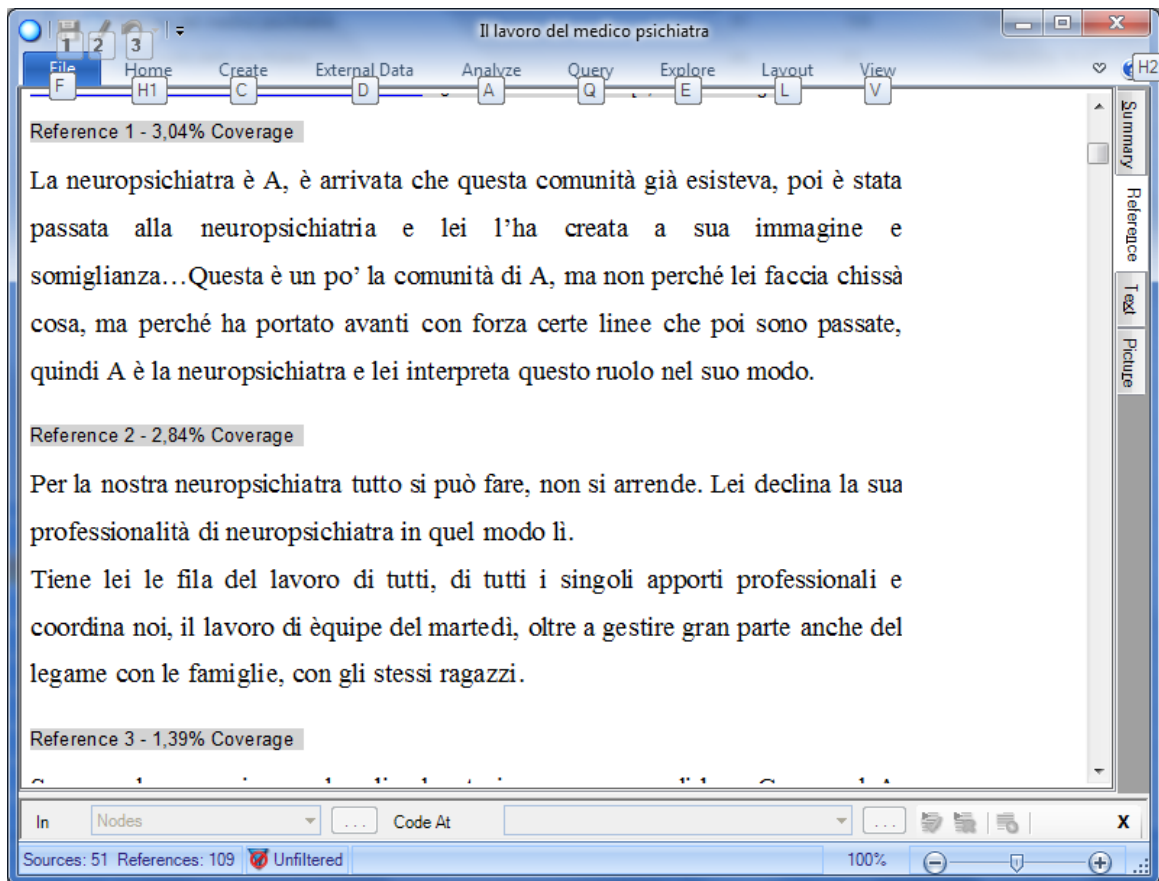 Il lavoro del medico psichiatra
1 2 3
File Home Create External Data Analyze Query Explore Layout View
F H1 C D A Q E L V H2
Reference 1 - 3,04% Coverage
La neuropsichiatra è A, è arrivata che questa comunità già esisteva, poi è stata
passata alla neuropsichiatria e lei l’ha creata a sua immagine e
somiglianza…Questa è un po’ la comunità di A, ma non perché lei faccia chissà
cosa, ma perché ha portato avanti con forza certe linee che poi sono passate,
quindi A è la neuropsichiatra e lei interpreta questo ruolo nel suo modo.
Reference 2 - 2,84% Coverage
Per la nostra neuropsichiatra tutto si può fare, non si arrende. Lei declina la sua
professionalità di neuropsichiatra in quel modo lì.
Tiene lei le fila del lavoro di tutti, di tutti i singoli apporti professionali e
coordina noi, il lavoro di èquipe del martedì, oltre a gestire gran parte anche del
legame con le famiglie, con gli stessi ragazzi.
Reference 3 - 1,39% Coverage
Summary
Reference
Text
Picture
In Nodes ... Code At ... X
Sources: 51 References: 109 Unfiltered 100%